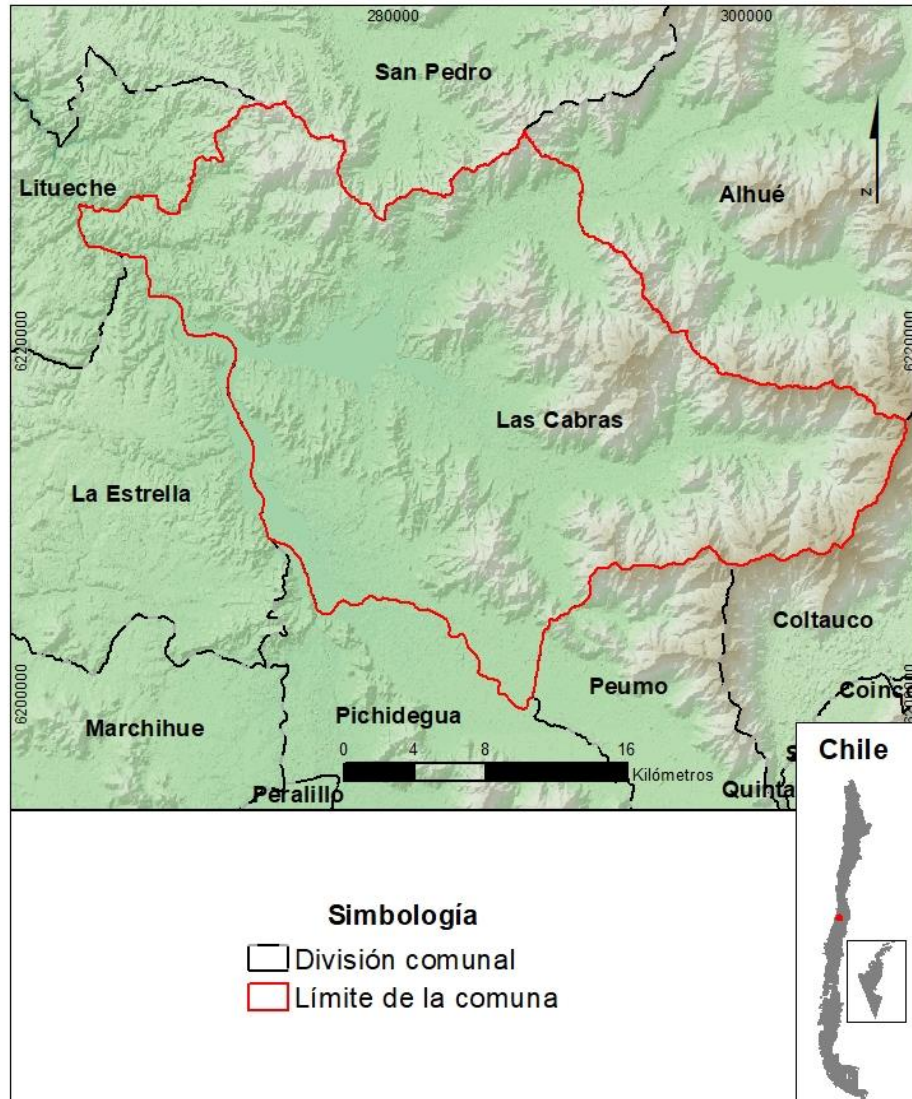 280000
300000
San Pedro
Litueche
Alhué
z
6220000
6220000
Las Cabras
La Estrella
Coltauco
Peumo
6200000
6200000
Marchihue
Pichidegua
0
4
8
16
Kilómetros
Peralillo
Simbología
División comunal
Límite de la comuna
Chile